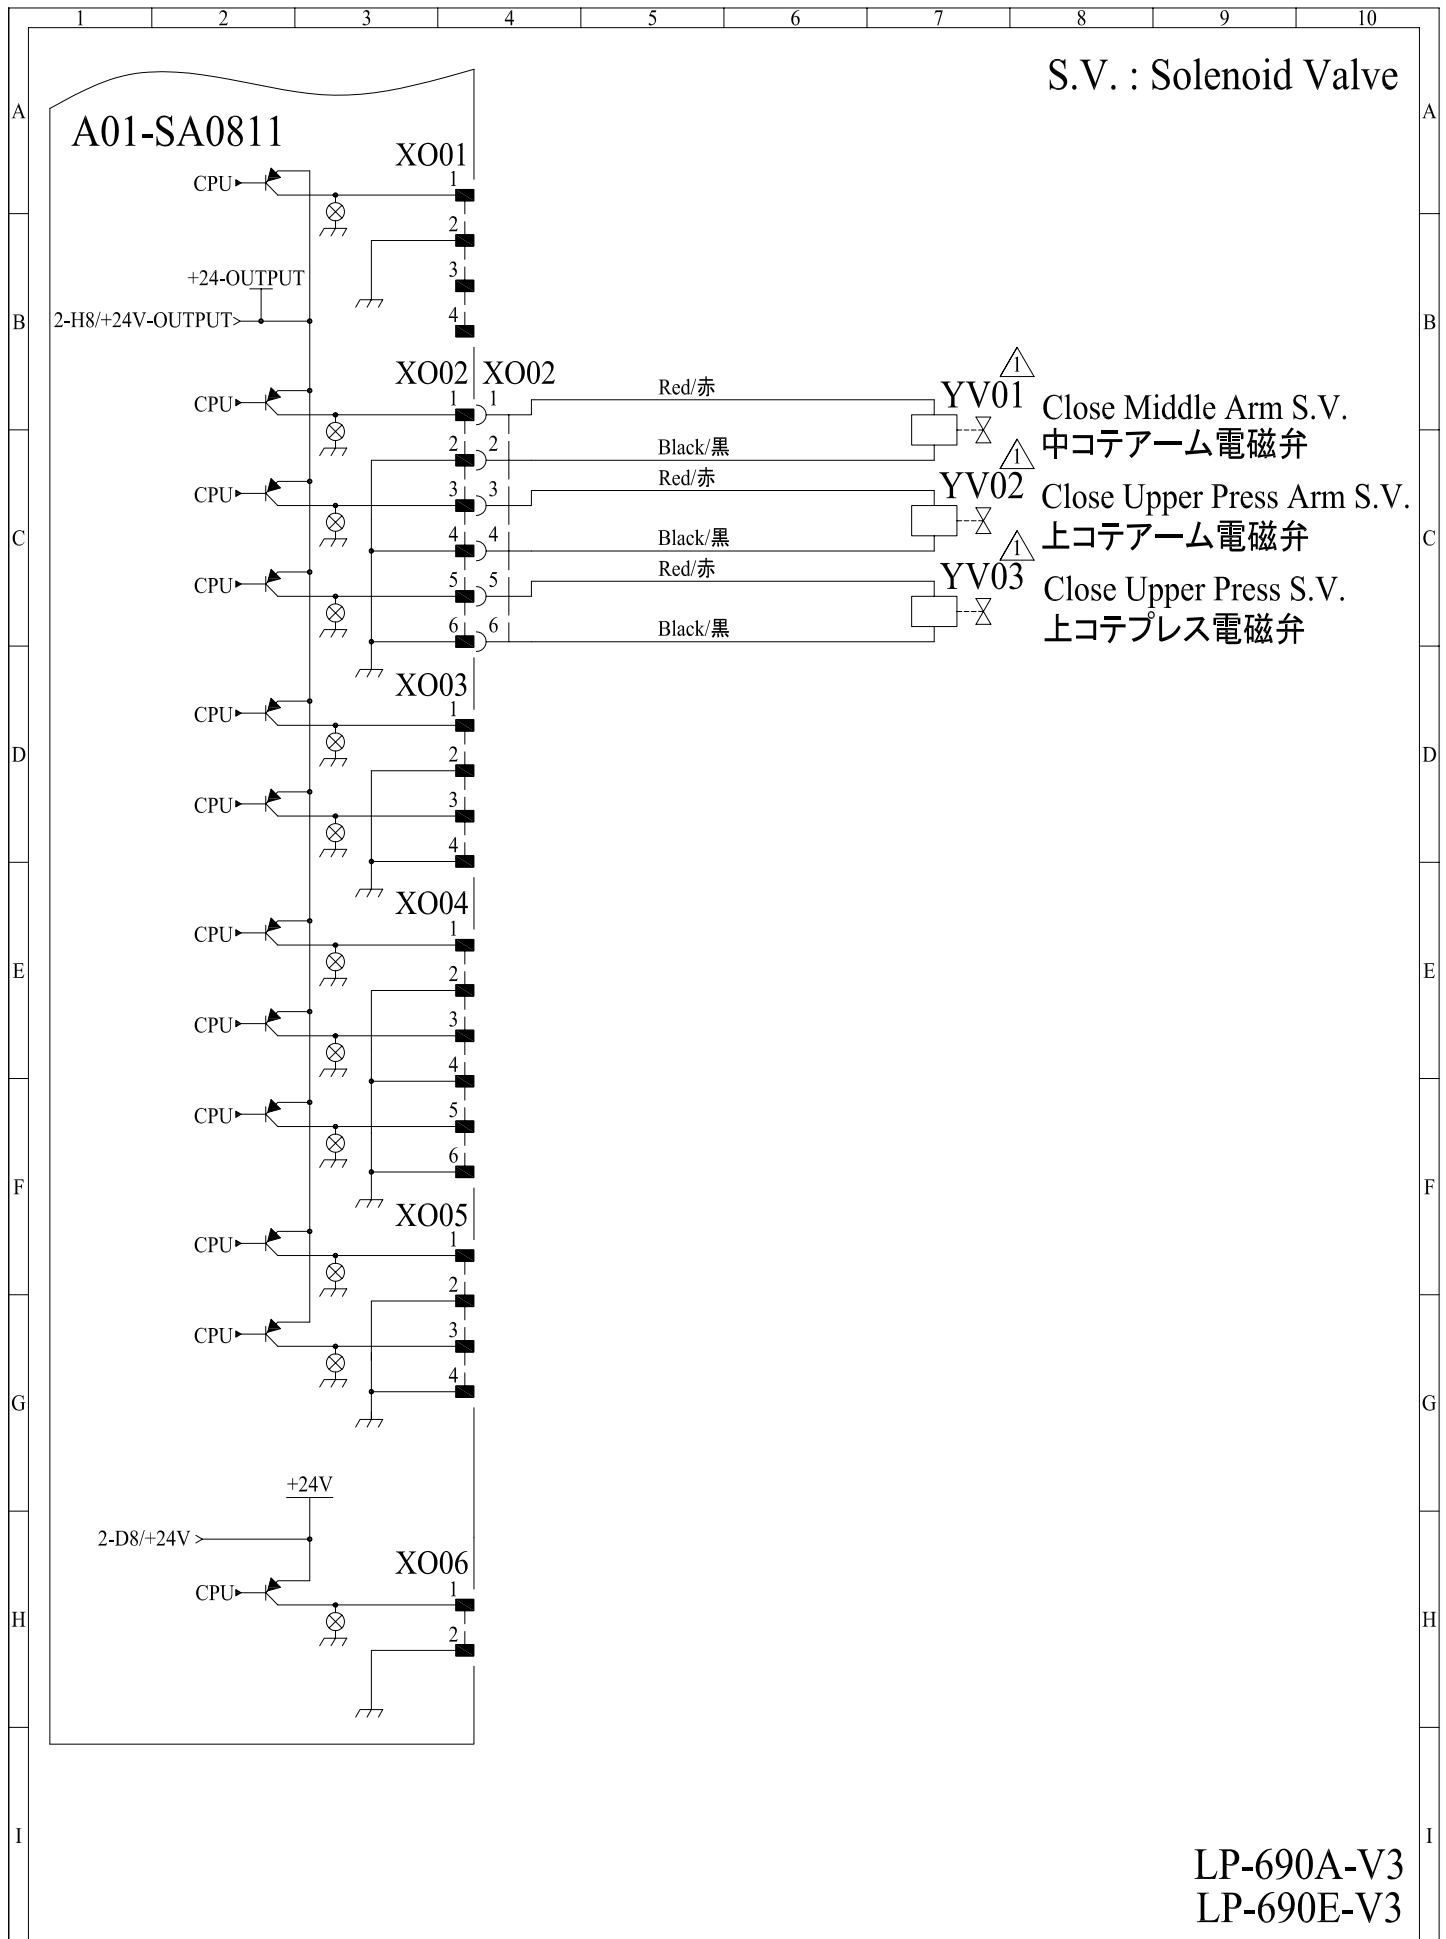 1 2 3 4 5 6 7 8 9 10
S.V. : Solenoid Valve
A A
A01-SA0811
XO01
CPU 1
2
+24-OUTPUT 3
2-H8/+24V-OUTPUT> 4
B B
XO02 XO02
CPU 1 1 Red/赤 YV01 1 Close Middle Arm S.V.
2 2 Black/黒 中コテアーム電磁弁
CPU 3 3 Red/赤 YV02 1 Close Upper Press Arm S.V.
C 4 4 Black/黒 上コテアーム電磁弁 C
CPU 5 5 Red/赤 YV03 1 Close Upper Press S.V.
6 6 Black/黒 上コテプレス電磁弁
XO03
CPU 1
D 2 D
CPU 3
4
XO04
CPU 1
E 2 E
CPU 3
4
CPU 5
6
F F
XO05
CPU 1
2
CPU 3
4
G G
+24V
2-D8/+24V >
XO06
CPU 1
H 2 H
I I
LP-690A-V3
LP-690E-V3